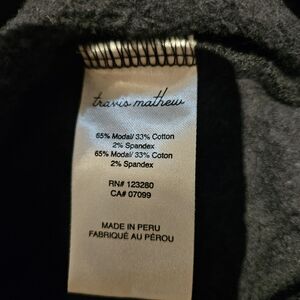 travis mathew
65% Modal/ 33% Cotton
2% Spandex
65% Modal/ 33% Coton
2% Spandex
RN# 123280
CA# 07099
MADE IN PERU
FABRIQUÉ AU PÉROU